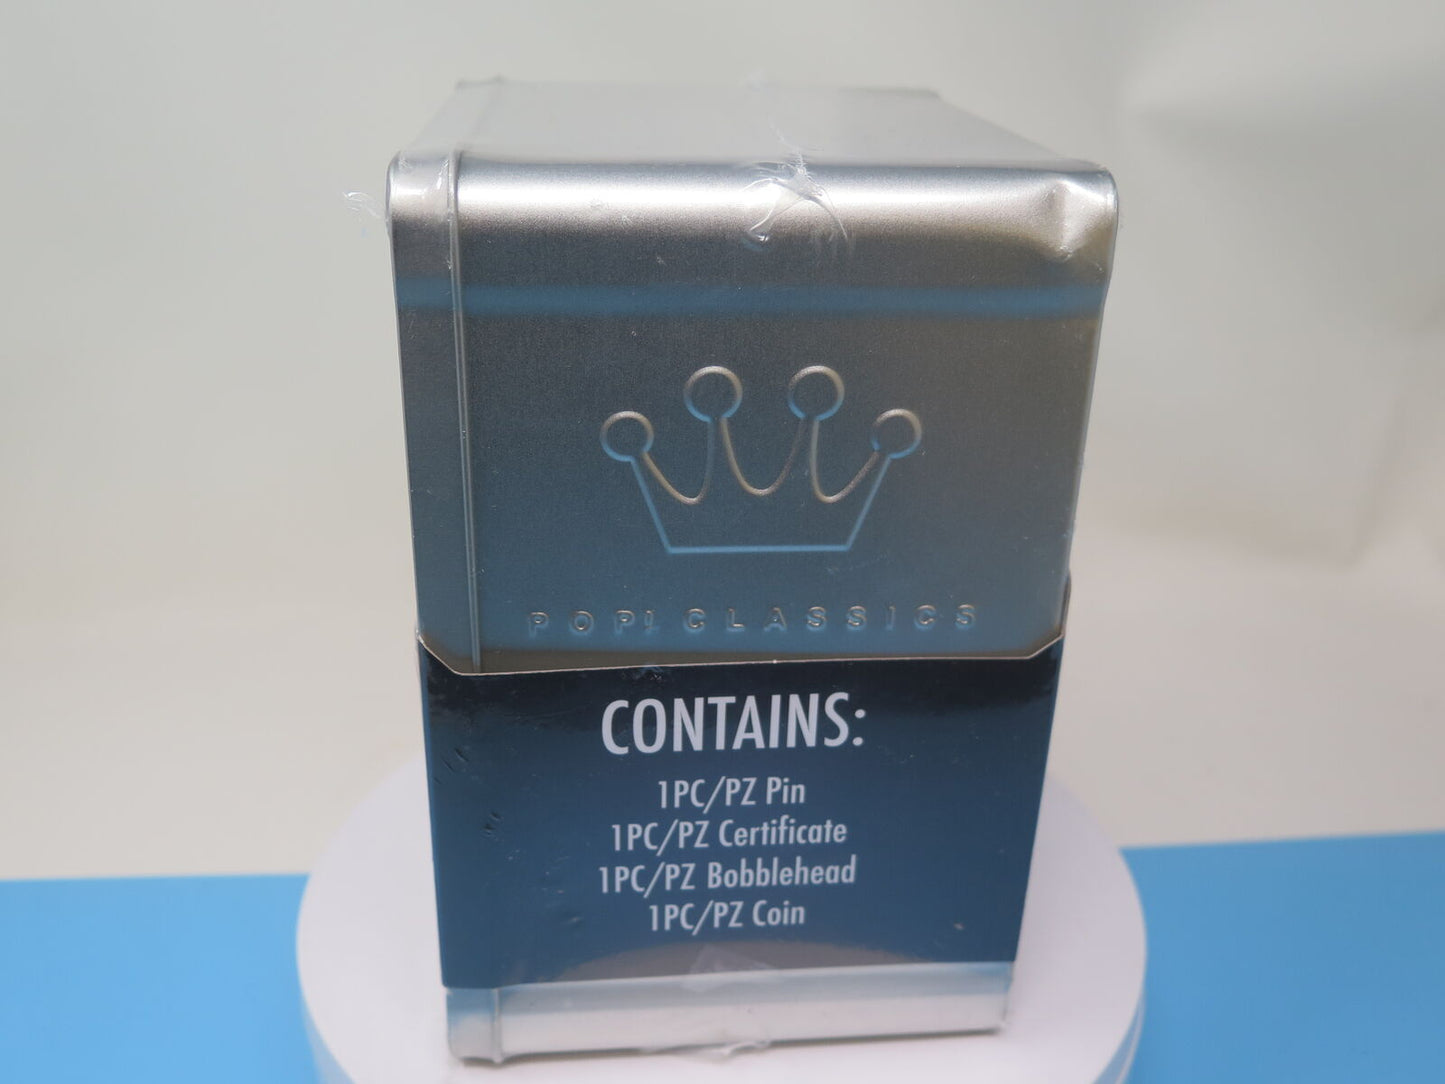 POP! CLASSICS
CONTAINS:
1PC/PZ Pin
1PC/PZ Certificate
1PC/PZ Bobblehead
1PC/PZ Coin